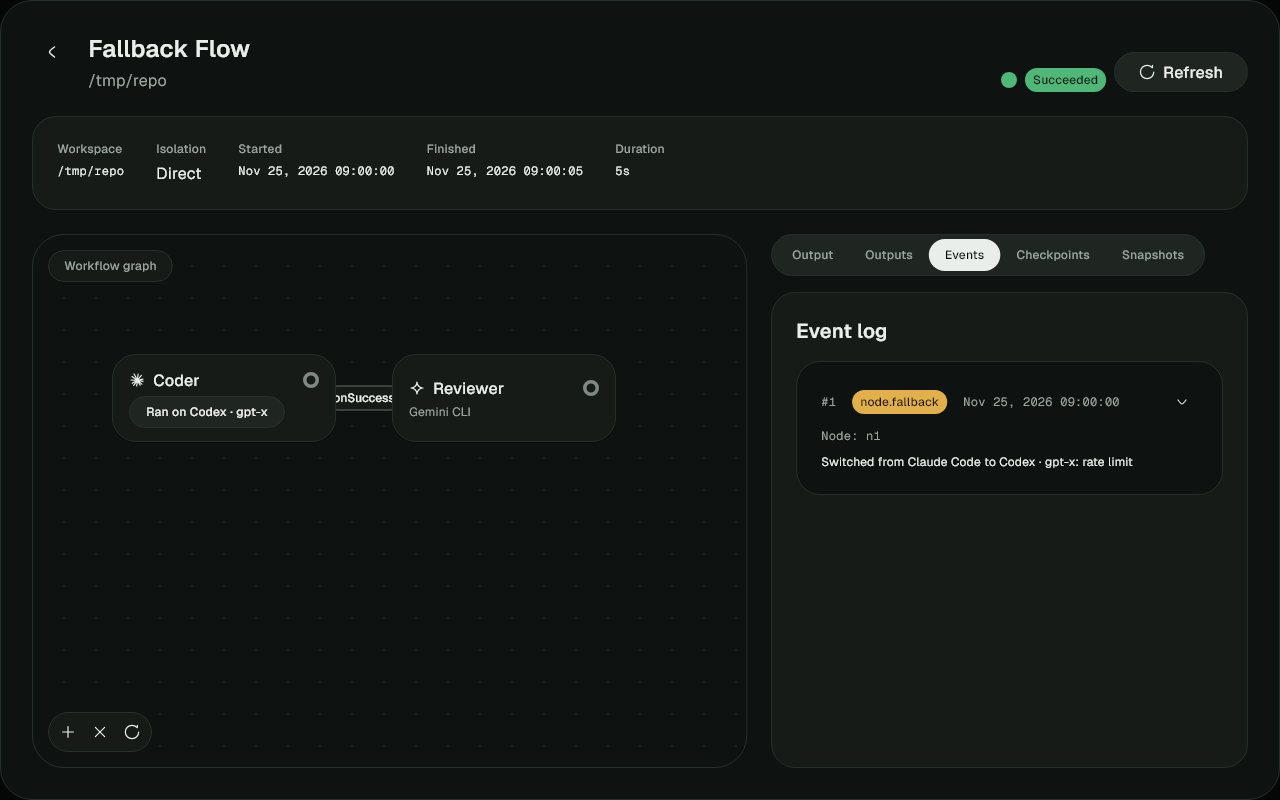 Fallback Flow
/tmp/repo
Succeeded
Refresh
Workspace
Isolation
Started
Finished
Duration
/tmp/repo
Direct
Nov 25, 2026 09:00:00
Nov 25, 2026 09:00:05
5s
Workflow graph
Coder
Ran on Codex · gpt-x
onSuccess
Reviewer
Gemini CLI
Output
Outputs
Events
Checkpoints
Snapshots
Event log
#1 node.fallback Nov 25, 2026 09:00:00
Node: n1
Switched from Claude Code to Codex · gpt-x: rate limit